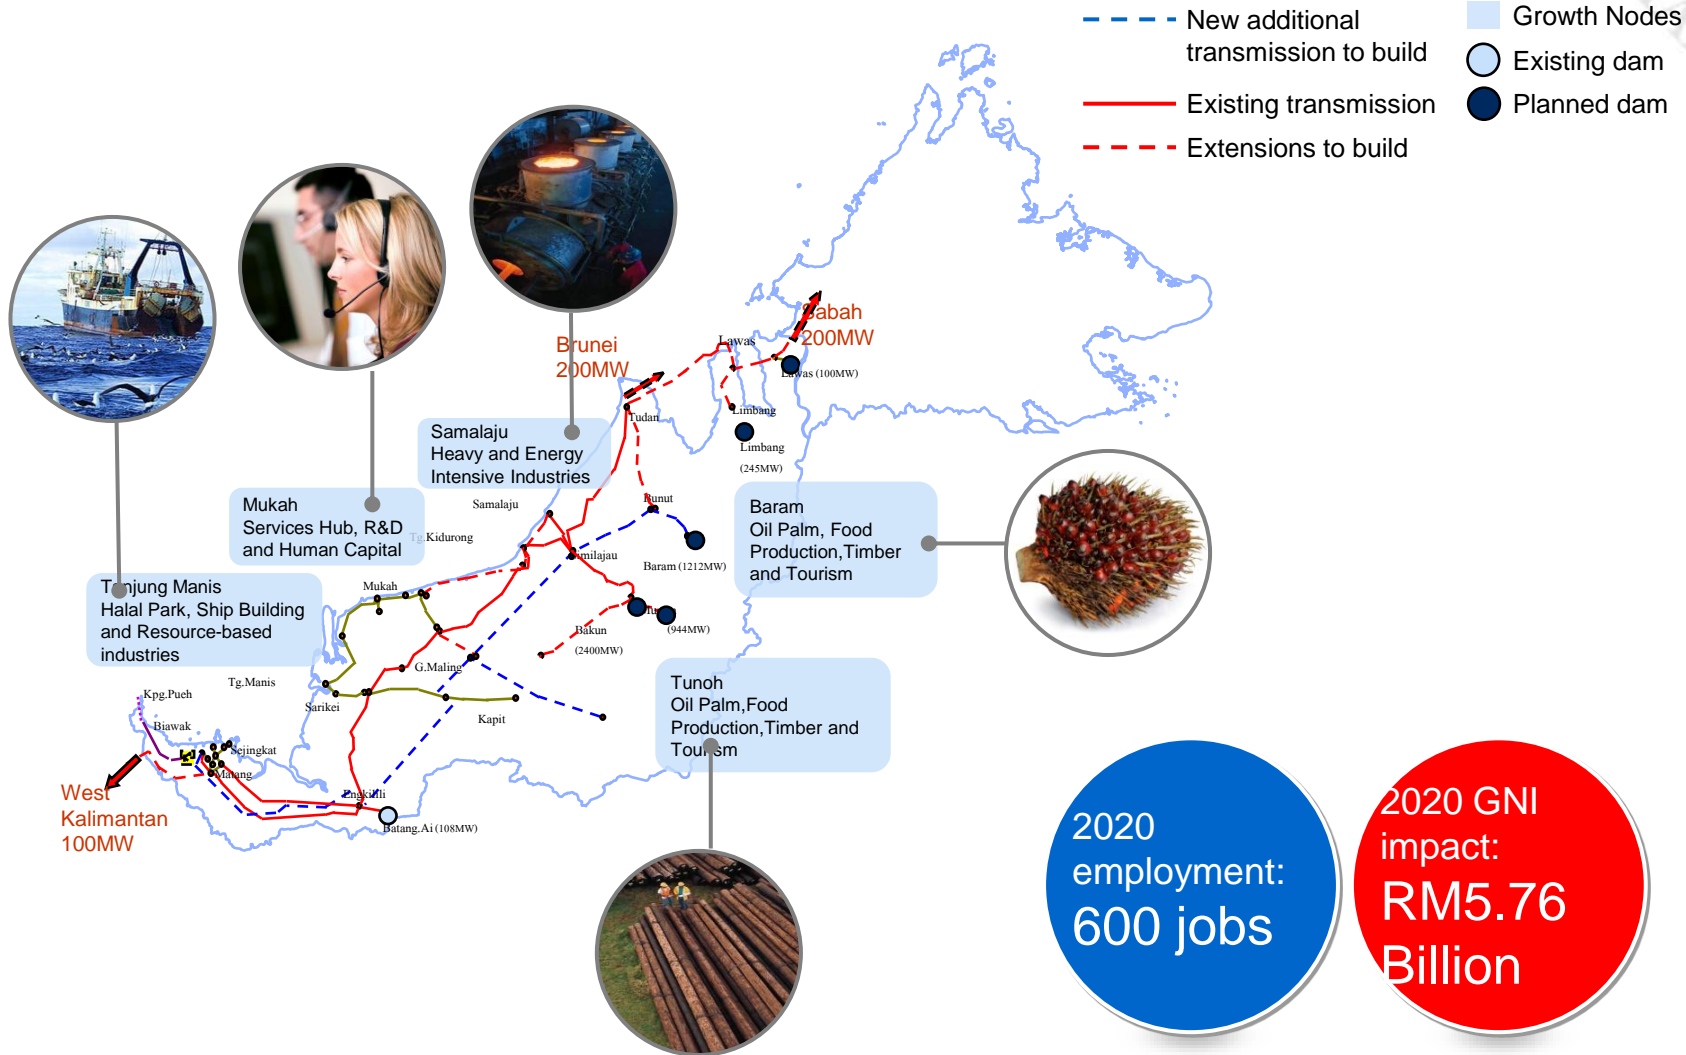 New additional
transmission to build
Existing transmission
Extensions to build
Growth Nodes
Existing dam
Planned dam
Sabah
200MW
Brunei
200MW
Lawas
Lawas (100MW)
Tudan
Limbang
Limbang
(245MW)
Samalaju
Heavy and Energy
Intensive Industries
Samalaju
Mukah
Services Hub, R&D
and Human Capital
Tg.Kidurong
Bunut
Similajau
Baram (1212MW)
Baram
Oil Palm, Food
Production,Timber
and Tourism
Tanjung Manis
Halal Park, Ship Building
and Resource-based
industries
Mukah
(944MW)
Bakun
(2400MW)
G.Maling
Tg.Manis
Sarikei
Kapit
Tunoh
Oil Palm,Food
Production,Timber and
Tourism
Kpg.Pueh
Biawak
Sejingkat
Matang
Engkilili
Batang.Ai (108MW)
West
Kalimantan
100MW
2020
employment:
600 jobs
2020 GNI
impact:
RM5.76
Billion